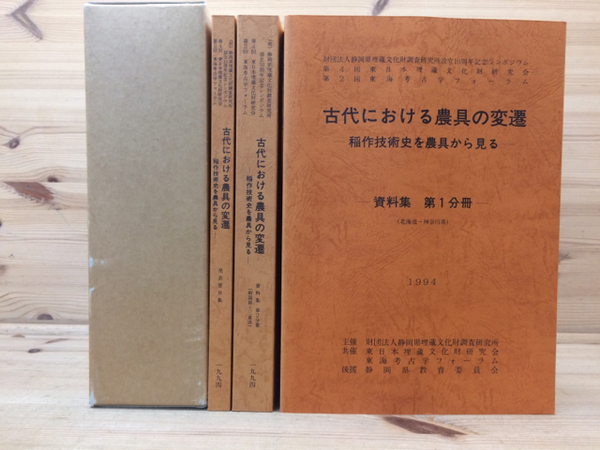 古代における農具の変遷
稲作技術史を農具から見る
古代における農具の変遷
稲作技術史を農具から見る
一九九四
一九九四
財団法人静岡県埋蔵文化財調査研究所設立10周年記念シンポジウム
第4回東日本埋蔵文化財研究会
第2回東海考古学フォーラム
古代における農具の変遷
稲作技術史を農具から見る
資料集 第1分冊
(北海道~神奈川県)
1994
主催 財団法人静岡県埋蔵文化財調査研究所
共催 東日本埋蔵文化財研究会
東海考古学フォーラム
後援 静岡県教育委員会